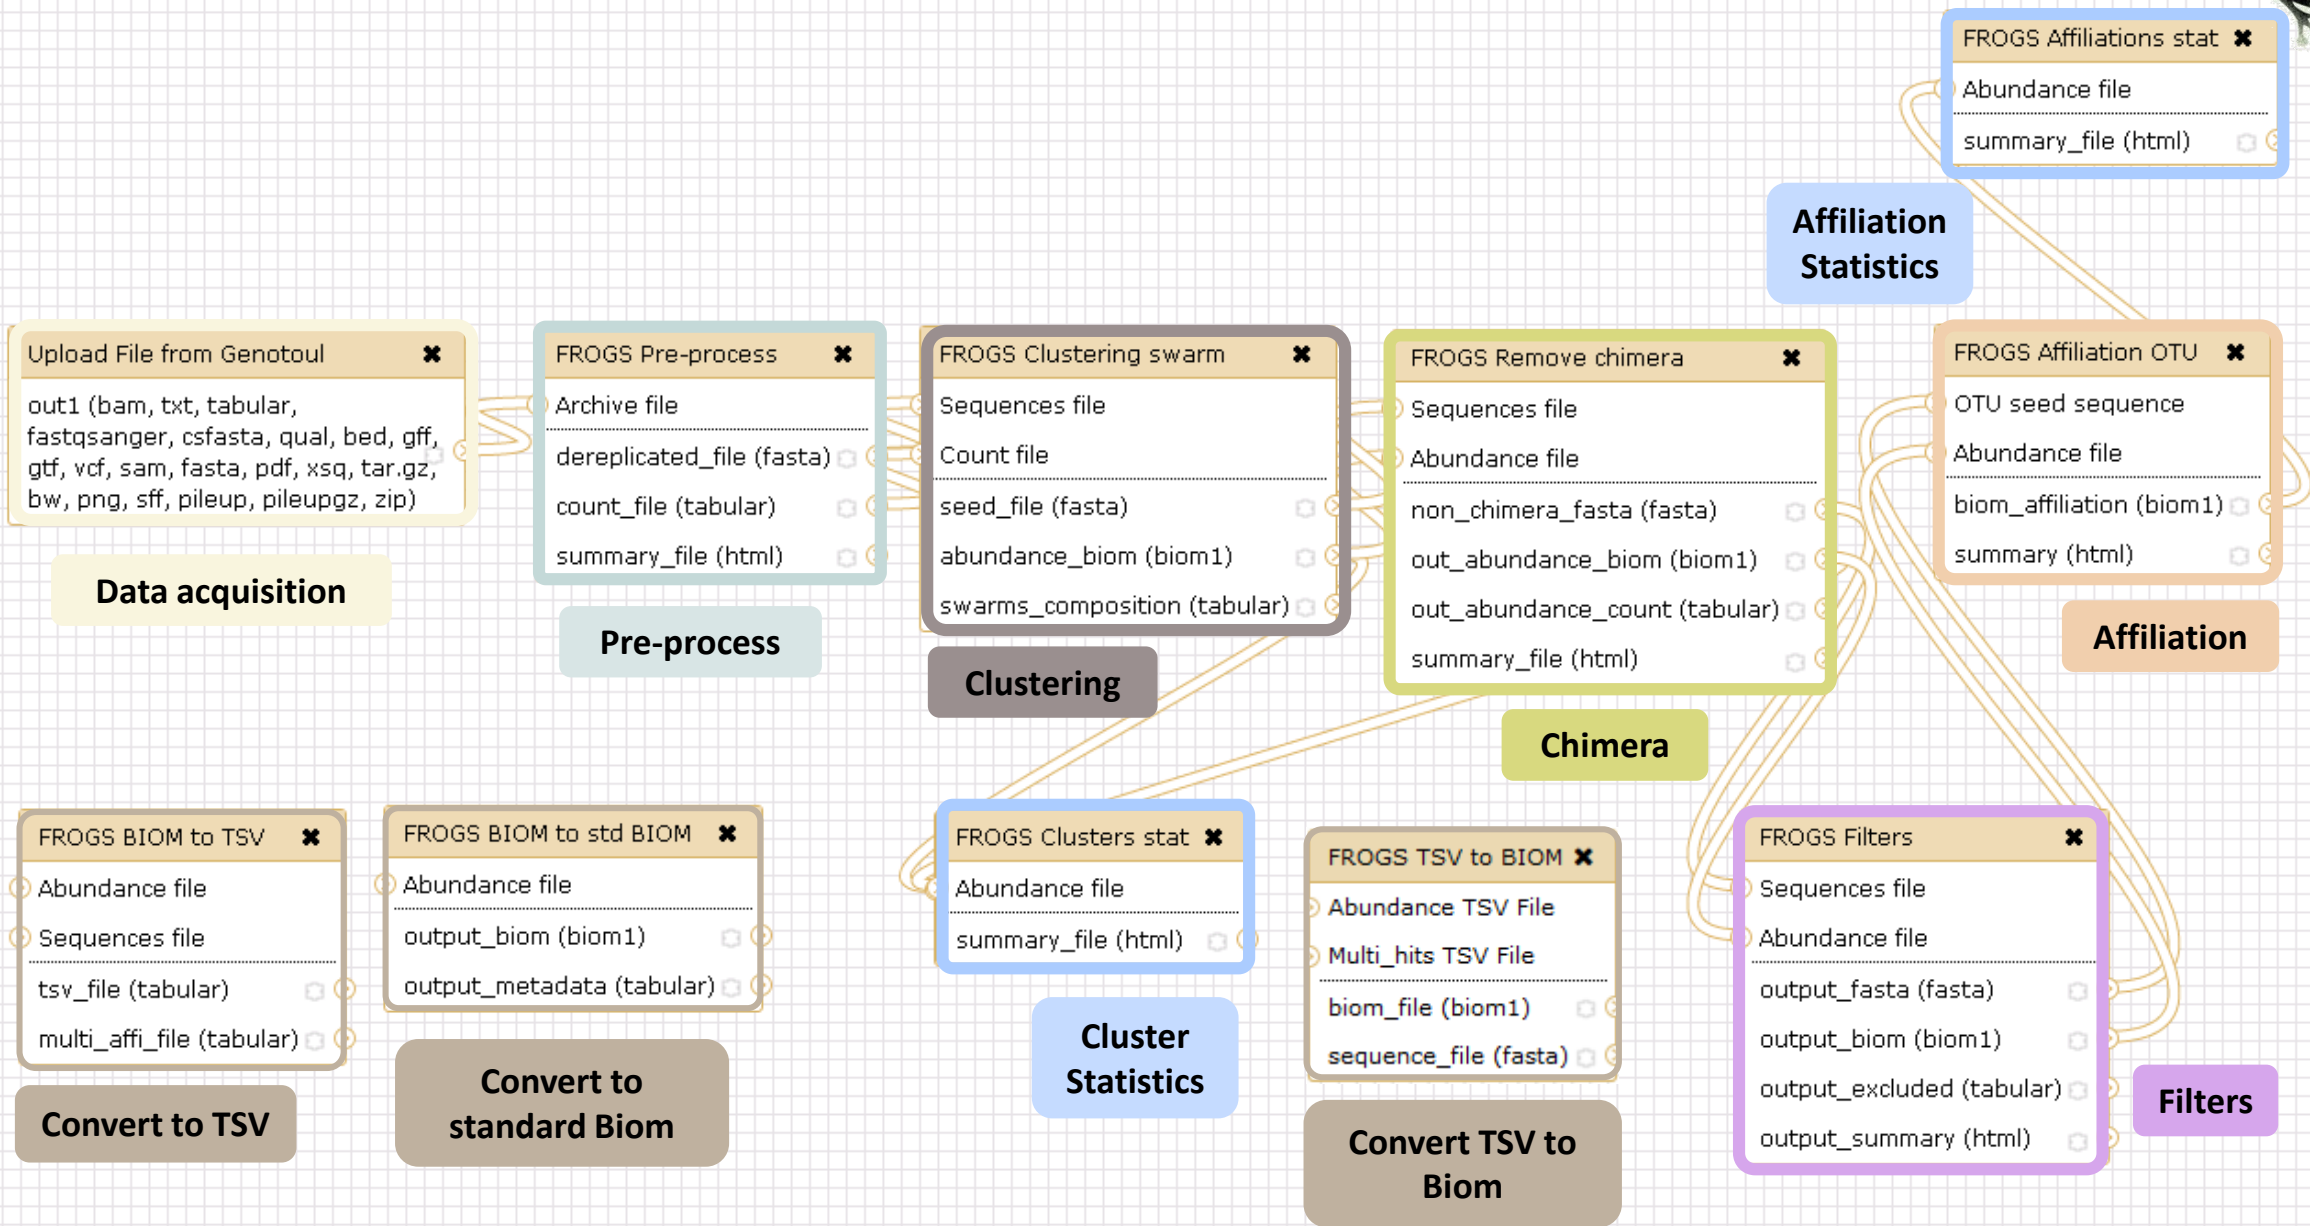 FROGS Affiliations stat ✖
Abundance file
summary_file (html)
Affiliation
Statistics
Upload File from Genotoul ✖
out1 (bam, txt, tabular,
fastqsanger, csfasta, qual, bed, gff,
gtf, vcf, sam, fasta, pdf, xsq, tar.gz,
bw, png, sff, pileup, pileupgz, zip)
Data acquisition
FROGS Pre-process ✖
Archive file
dereplicated_file (fasta)
count_file (tabular)
summary_file (html)
Pre-process
FROGS Clustering swarm ✖
Sequences file
Count file
seed_file (fasta)
abundance_biom (biom1)
swarms_composition (tabular)
Clustering
FROGS Remove chimera ✖
Sequences file
Abundance file
non_chimera_fasta (fasta)
out_abundance_biom (biom1)
out_abundance_count (tabular)
summary_file (html)
Chimera
FROGS Affiliation OTU ✖
OTU seed sequence
Abundance file
biom_affiliation (biom1)
summary (html)
Affiliation
FROGS BIOM to TSV ✖
Abundance file
Sequences file
tsv_file (tabular)
multi_affi_file (tabular)
Convert to TSV
FROGS BIOM to std BIOM ✖
Abundance file
output_biom (biom1)
output_metadata (tabular)
Convert to
standard Biom
FROGS Clusters stat ✖
Abundance file
summary_file (html)
Cluster
Statistics
FROGS TSV to BIOM ✖
Abundance TSV File
Multi_hits TSV File
biom_file (biom1)
sequence_file (fasta)
Convert TSV to
Biom
FROGS Filters ✖
Sequences file
Abundance file
output_fasta (fasta)
output_biom (biom1)
output_excluded (tabular)
output_summary (html)
Filters